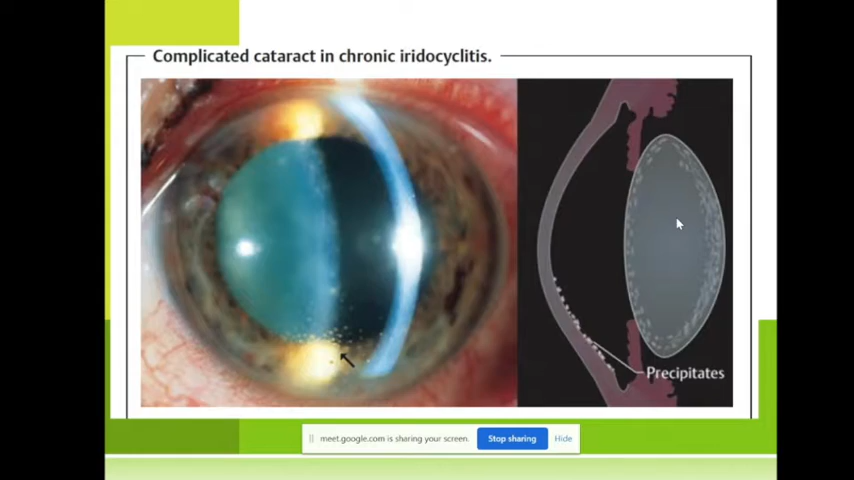 Complicated cataract in chronic iridocyclitis.
Precipitates
meet.google.com is sharing your screen.
Stop sharing
Hide